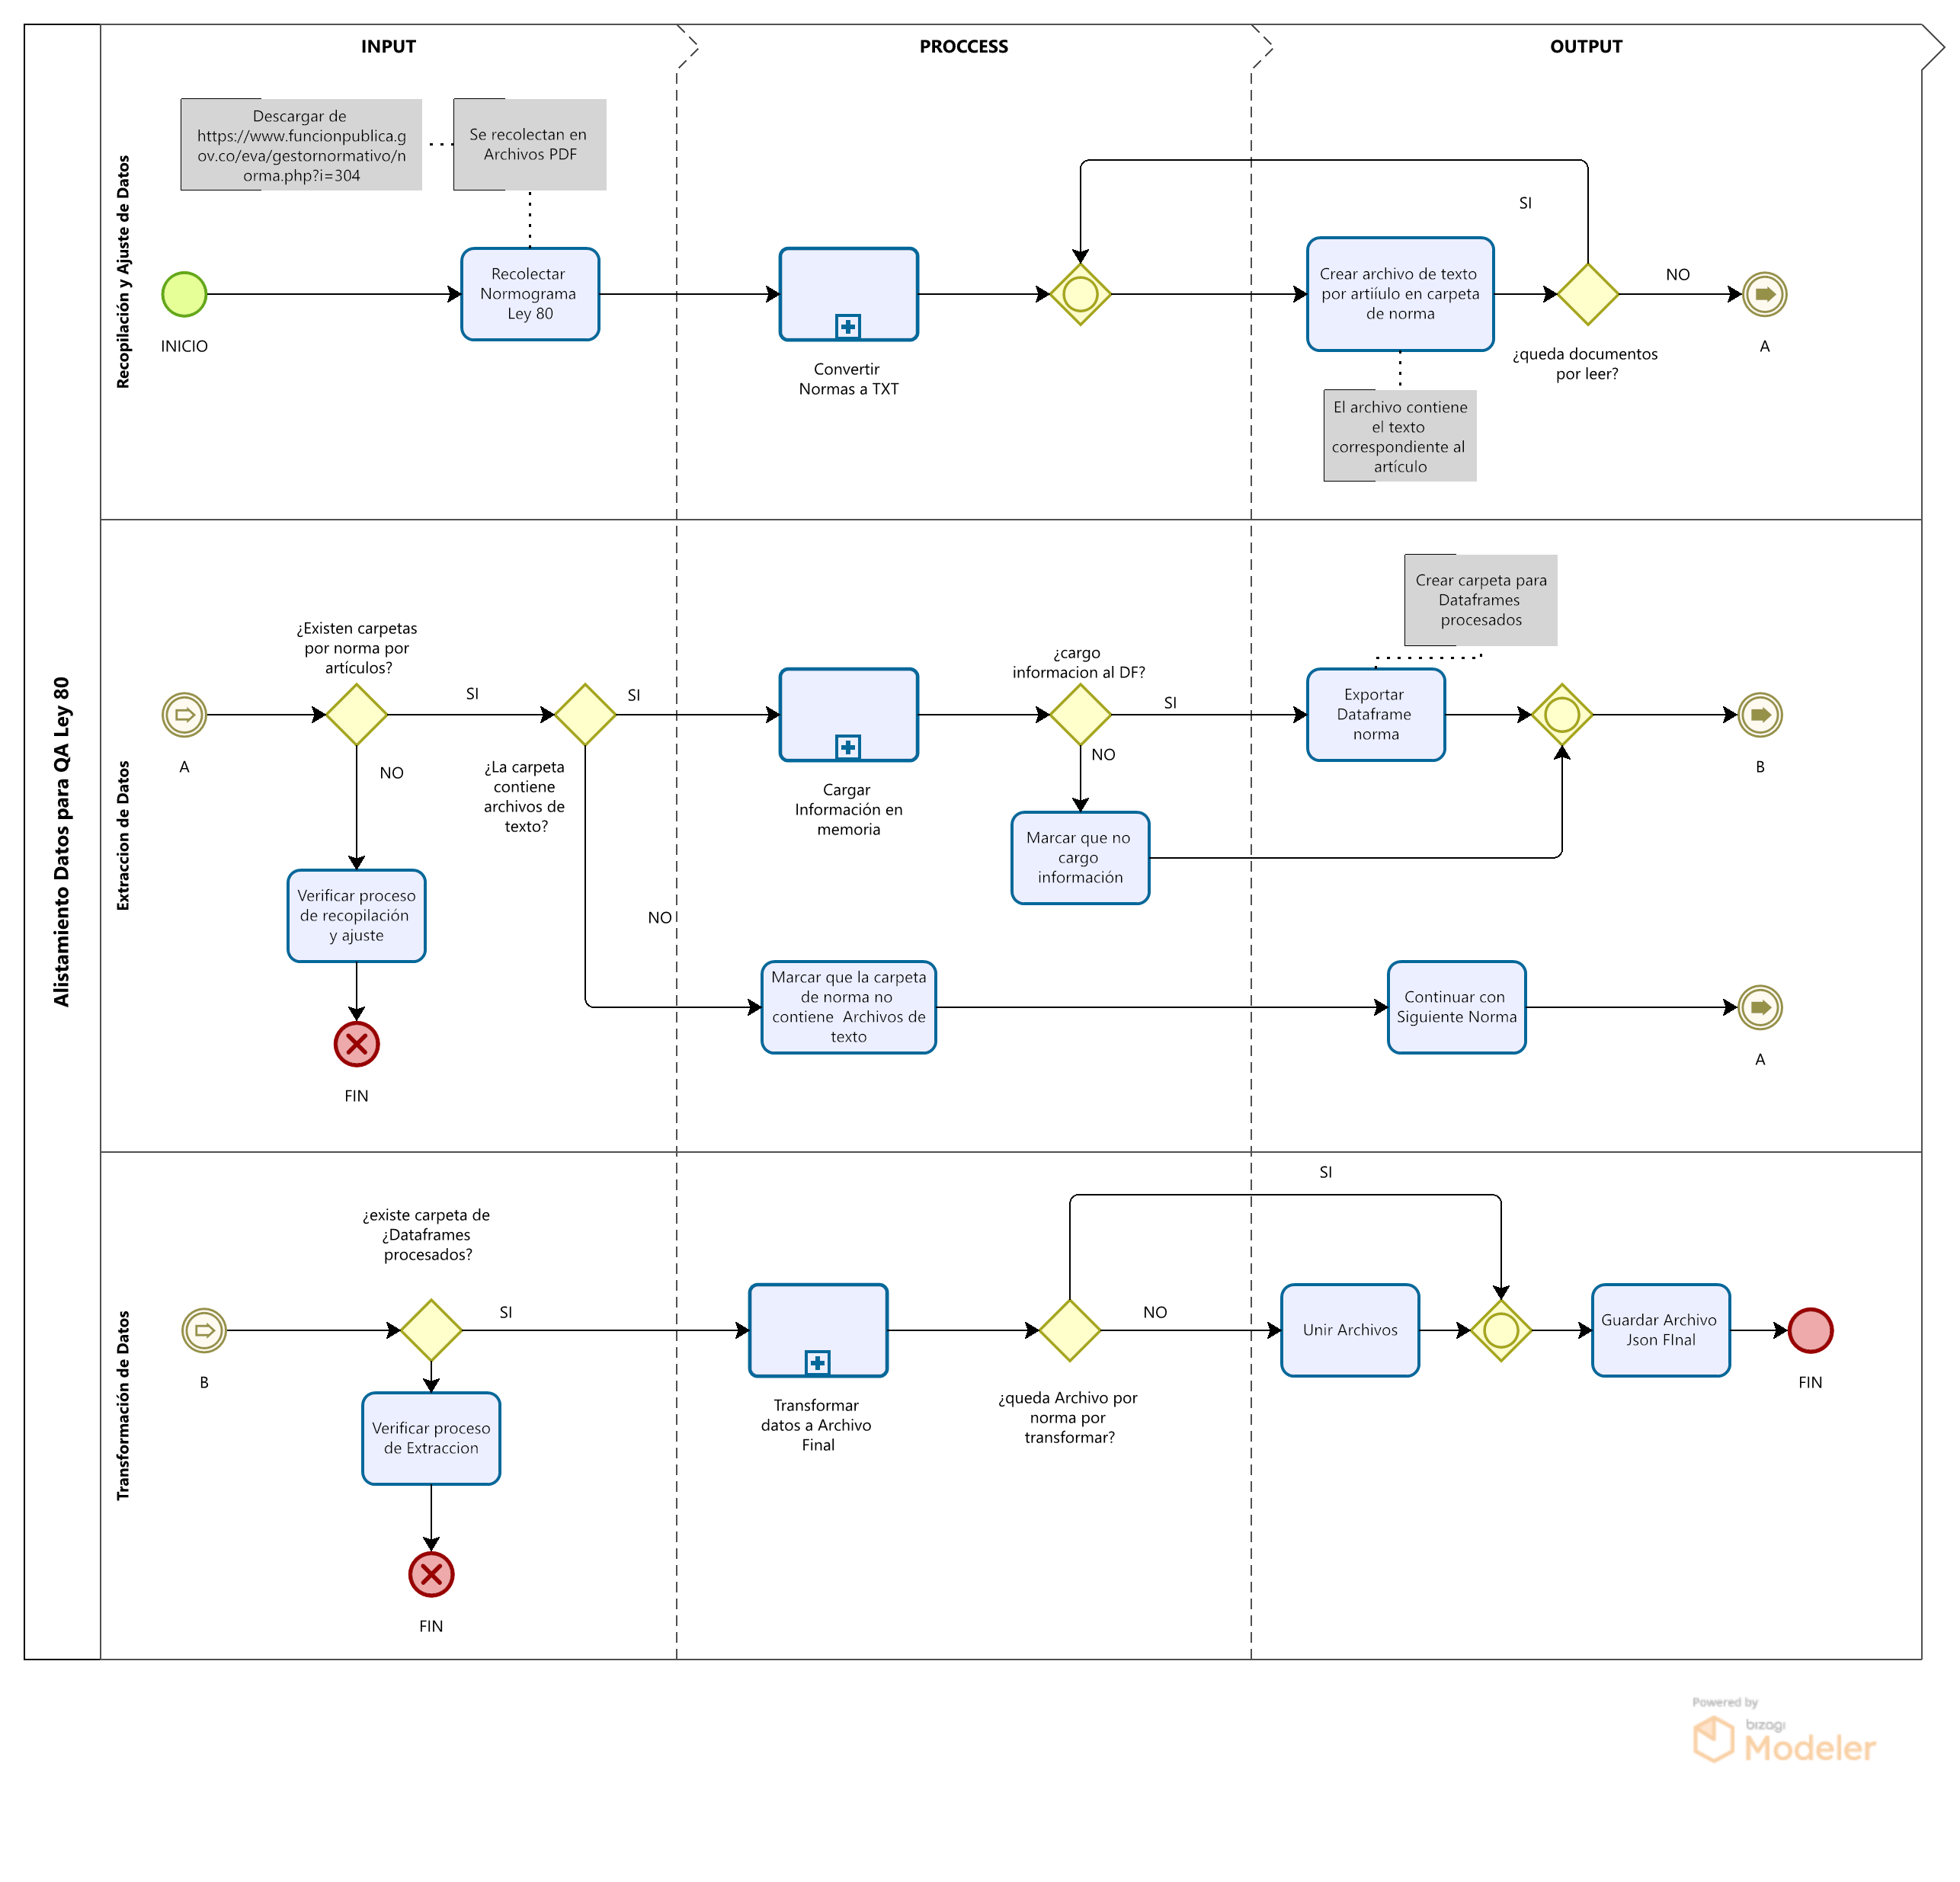 Alistamiento Datos para QA Ley 80
INPUT
PROCCESS
OUTPUT
Recopilación y Ajuste de Datos
Descargar de
https://www.funcionpublica.g
ov.co/eva/gestornormativo/n
orma.php?i=304
Se recolectan en
Archivos PDF
INICIO
Recolectar
Normograma
Ley 80
Convertir
Normas a TXT
Crear archivo de texto
por artiíulo en carpeta
de norma
SI
NO
¿queda documentos
por leer?
A
El archivo contiene
el texto
correspondiente al
artículo
Extraccion de Datos
A
¿Existen carpetas
por norma por
artículos?
SI
NO
Verificar proceso
de recopilación
y ajuste
FIN
¿La carpeta
contiene
archivos de
texto?
SI
NO
Cargar
Información en
memoria
¿cargo
informacion al DF?
SI
NO
Marcar que no
cargo
información
Crear carpeta para
Dataframes
procesados
Exportar
Dataframe
norma
B
Marcar que la carpeta
de norma no
contiene Archivos de
texto
Continuar con
Siguiente Norma
A
Transformación de Datos
B
¿existe carpeta de
¿Dataframes
procesados?
SI
Verificar proceso
de Extraccion
FIN
Transformar
datos a Archivo
Final
¿queda Archivo por
norma por
transformar?
SI
NO
Unir Archivos
Guardar Archivo
Json FInal
FIN
Powered by
bizagi
Modeler